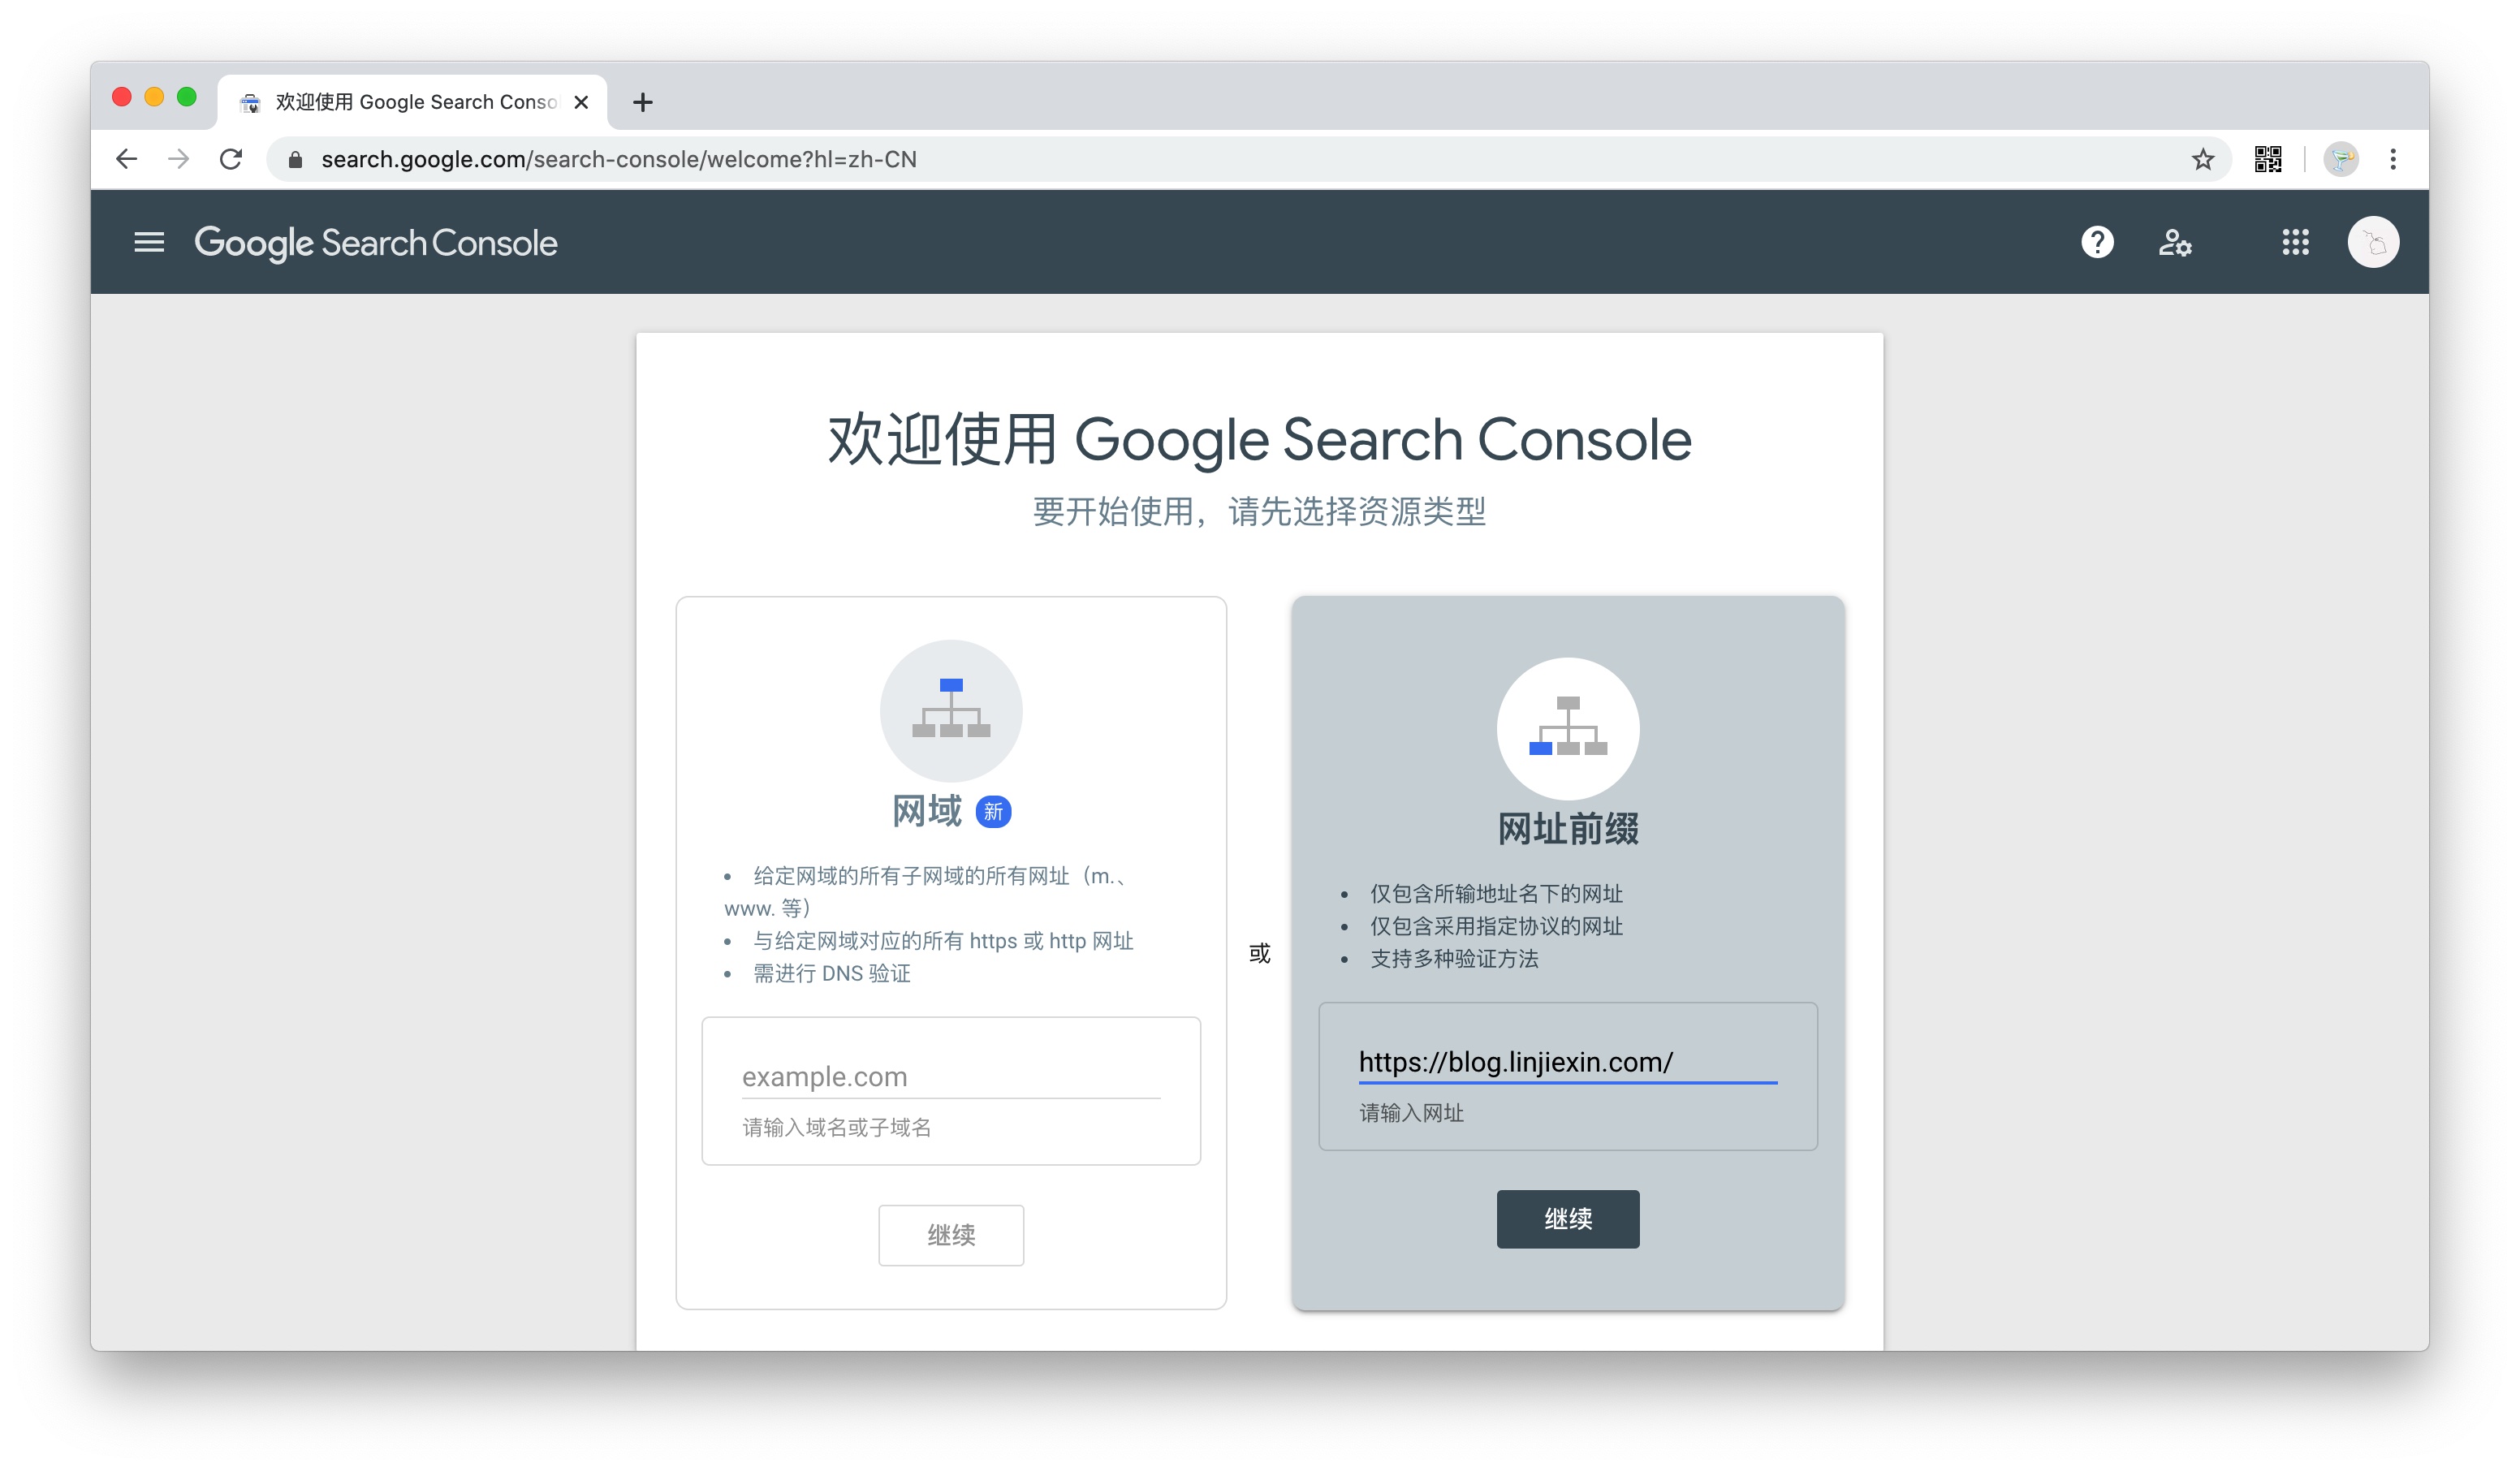 欢迎使用 Google Search Conso
search.google.com/search-console/welcome?hl=zh-CN
Google Search Console
欢迎使用 Google Search Console
要开始使用，请先选择资源类型
网域 新
• 给定网域的所有子网域的所有网址（m.、
www. 等）
• 与给定网域对应的所有 https 或 http 网址
• 需进行 DNS 验证
example.com
请输入域名或子域名
继续
或
网址前缀
• 仅包含所输地址名下的网址
• 仅包含采用指定协议的网址
• 支持多种验证方法
https://blog.linjiexin.com/
请输入网址
继续